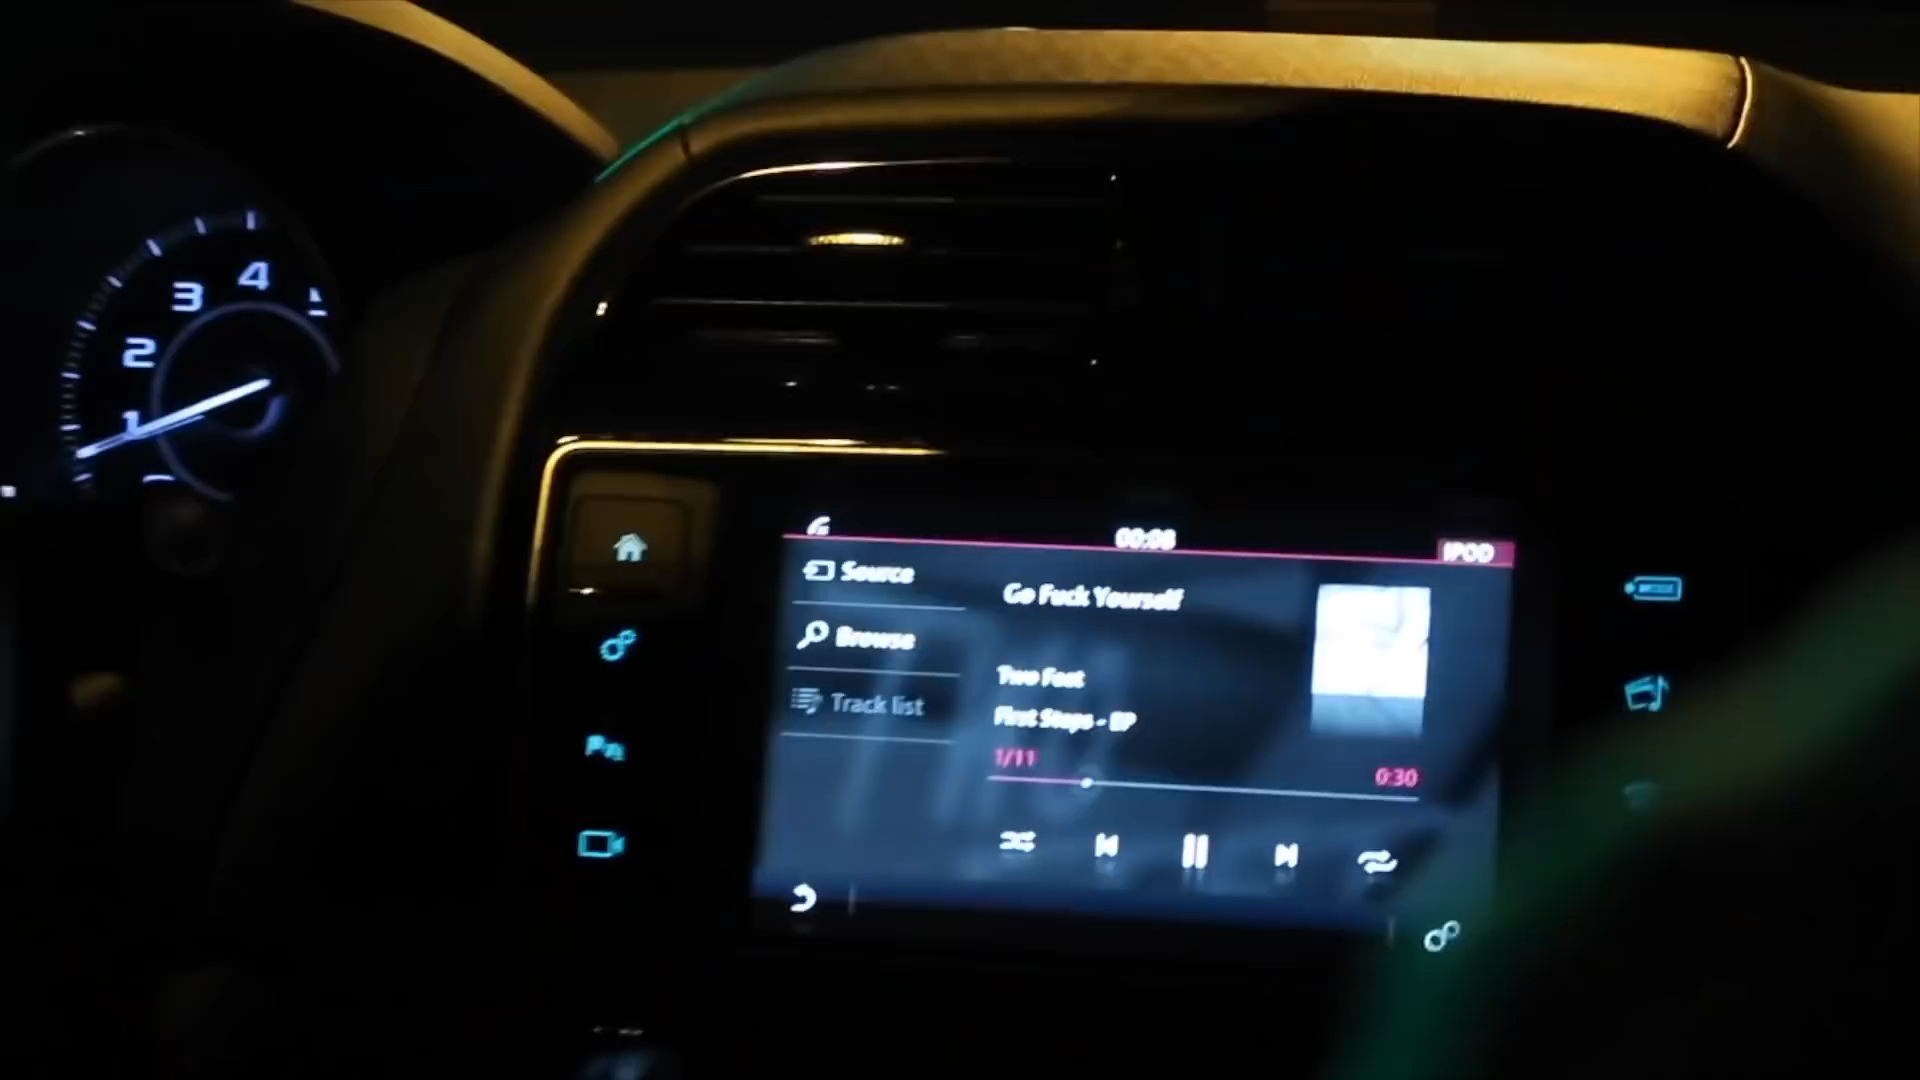 4
3
2
1
00:08
IPOD
Source
Go Fuck Yourself
Browse
Two Feet
Track list
First Steps - EP
1/11
0:30